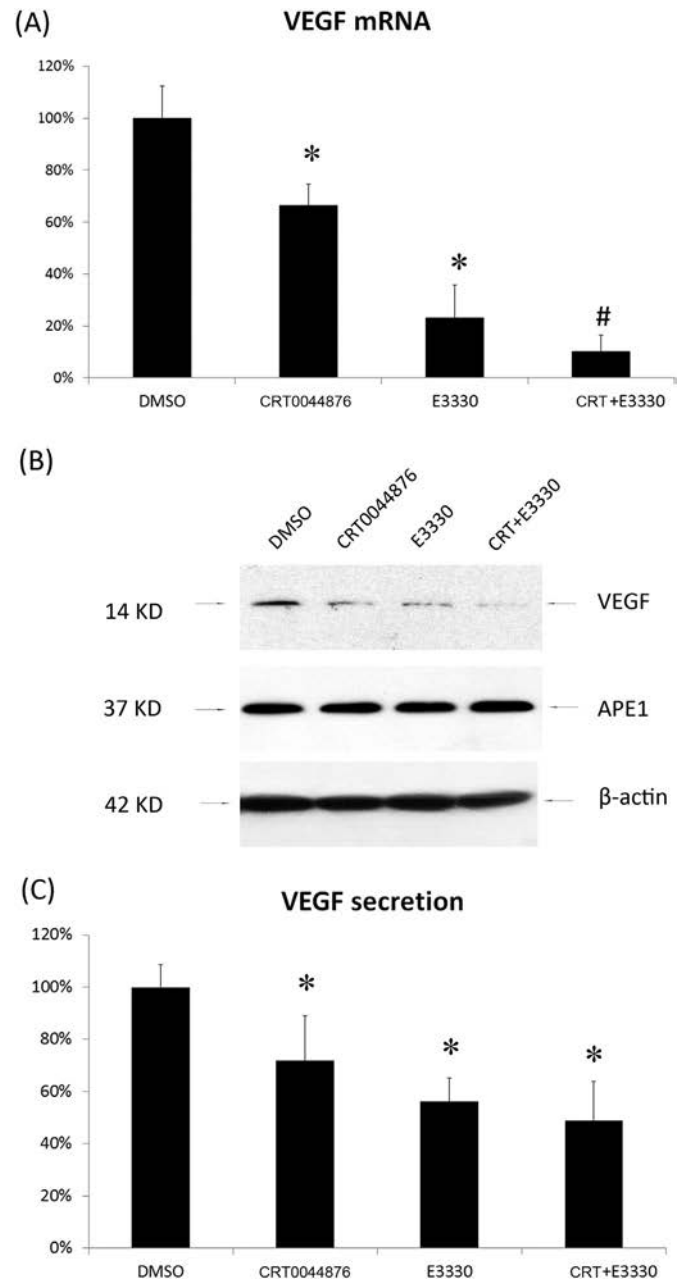 (A)
VEGF mRNA
120%
100%
*
80%
60%
*
40%
20%
#
0%
DMSO CRT0044876 E3330 CRT+E3330
(B)
DMSO CRT0044876 E3330 CRT+E3330
14 KD VEGF
37 KD APE1
42 KD β-actin
(C)
VEGF secretion
120%
100%
*
80%
* *
60%
40%
20%
0%
DMSO CRT0044876 E3330 CRT+E3330